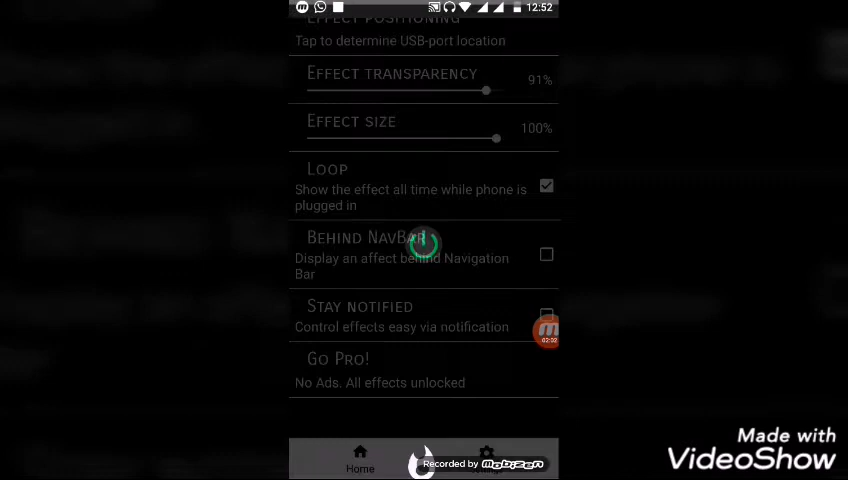 12:52
EFFECT POSITIONING
Tap to determine USB-port location
EFFECT TRANSPARENCY
91%
EFFECT SIZE
100%
LOOP
Show the effect all time while phone is
plugged in
BEHIND NAVBAR
Display an affect behind Navigation
Bar
STAY NOTIFIED
Control effects easy via notification
02:02
GO PRO!
No Ads. All effects unlocked
Home
Recorded by mobizen
Made with
VideoShow